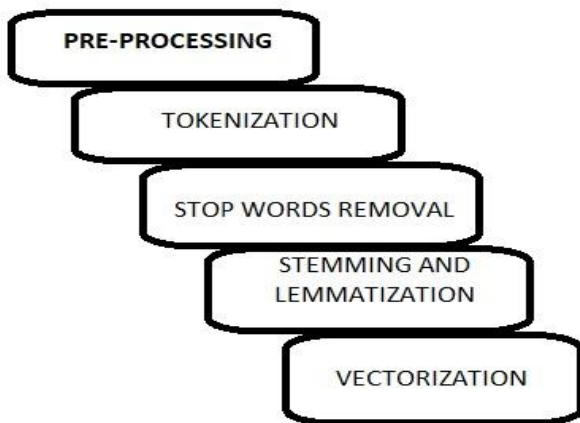 PRE-PROCESSING
TOKENIZATION
STOP WORDS REMOVAL
STEMMING AND
LEMMATIZATION
VECTORIZATION